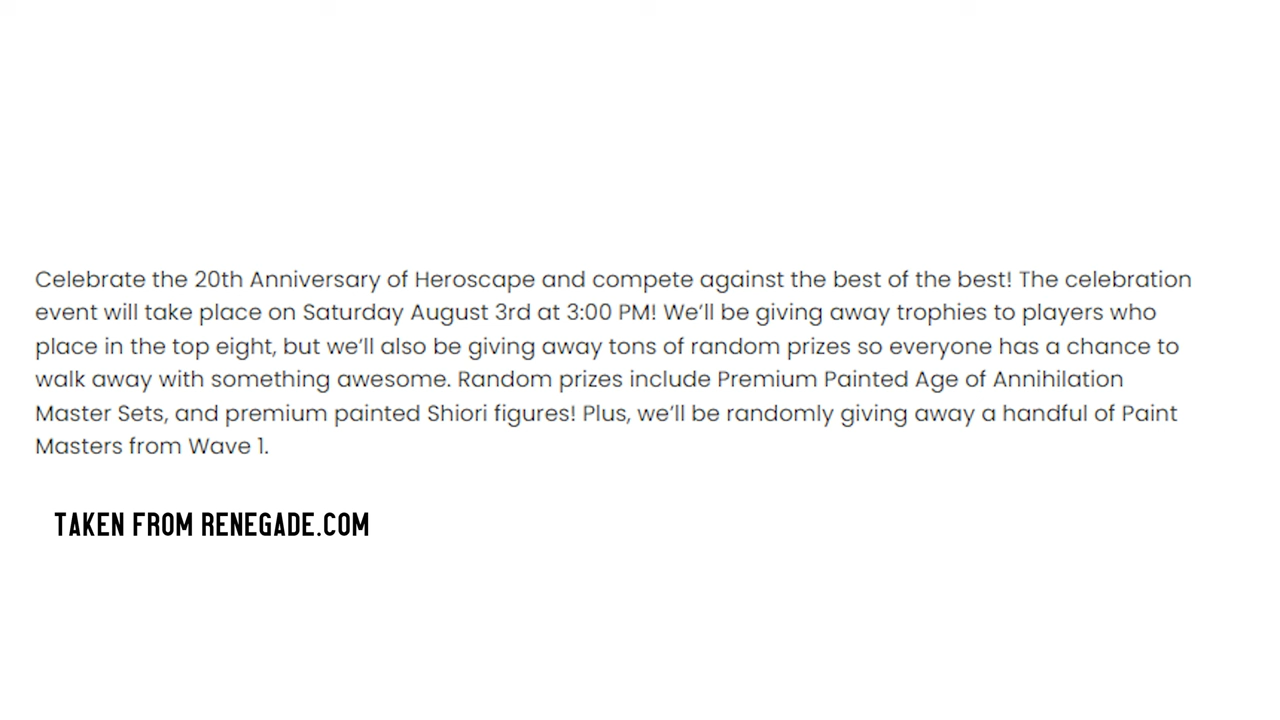 Celebrate the 20th Anniversary of Heroscape and compete against the best of the best! The celebration
event will take place on Saturday August 3rd at 3:00 PM! We’ll be giving away trophies to players who
place in the top eight, but we’ll also be giving away tons of random prizes so everyone has a chance to
walk away with something awesome. Random prizes include Premium Painted Age of Annihilation
Master Sets, and premium painted Shiori figures! Plus, we’ll be randomly giving away a handful of Paint
Masters from Wave 1.
TAKEN FROM RENEGADE.COM